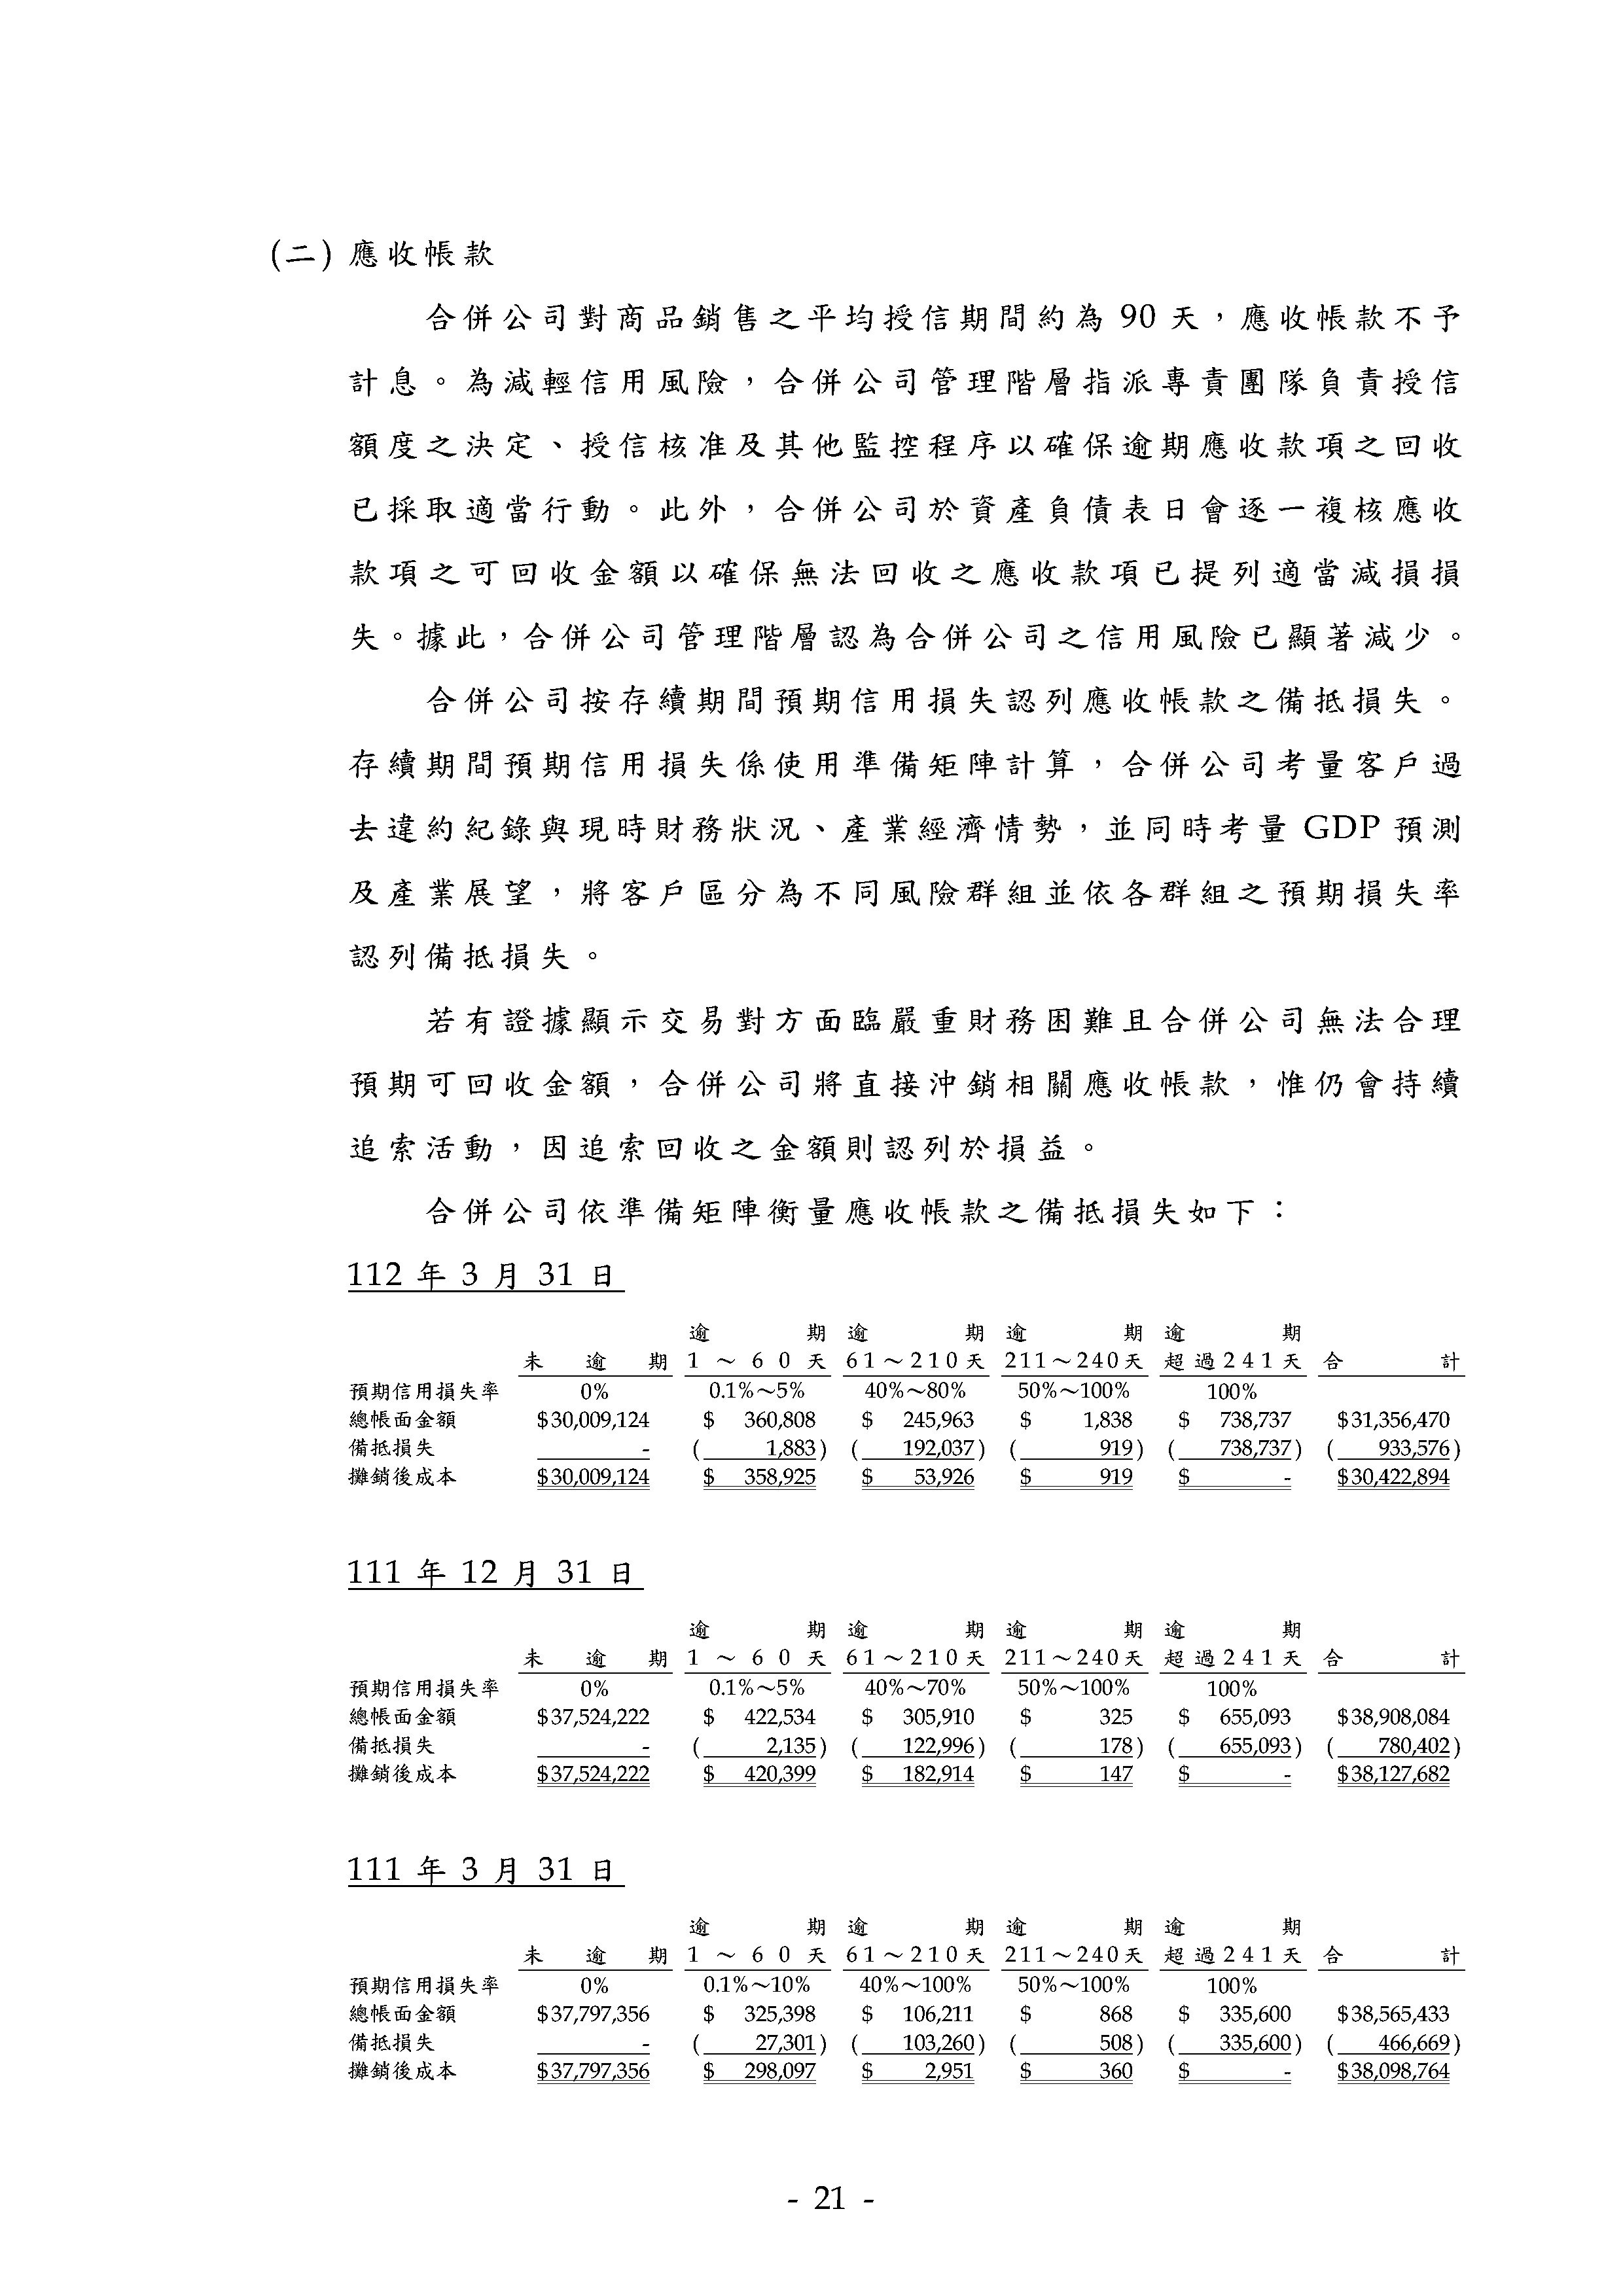 (二) 應收帳款
合併公司對商品銷售之平均授信期間約為 90 天，應收帳款不予
計息。為減輕信用風險，合併公司管理階層指派專責團隊負責授信
額度之決定、授信核准及其他監控程序以確保逾期應收款項之回收
已採取適當行動。此外，合併公司於資產負債表日會逐一複核應收
款項之可回收金額以確保無法回收之應收款項已提列適當減損損
失。據此，合併公司管理階層認為合併公司之信用風險已顯著減少。
合併公司按存續期間預期信用損失認列應收帳款之備抵損失。
存續期間預期信用損失係使用準備矩陣計算，合併公司考量客戶過
去違約紀錄與現時財務狀況、產業經濟情勢，並同時考量 GDP 預測
及產業展望，將客戶區分為不同風險群組並依各群組之預期損失率
認列備抵損失。
若有證據顯示交易對方面臨嚴重財務困難且合併公司無法合理
預期可回收金額，合併公司將直接沖銷相關應收帳款，惟仍會持續
追索活動，因追索回收之金額則認列於損益。
合併公司依準備矩陣衡量應收帳款之備抵損失如下：
112 年 3 月 31 日
逾期 逾期 逾期 逾期
未逾期 1～60天 61～210天 211～240天 超過241天 合計
預期信用損失率 0% 0.1%～5% 40%～80% 50%～100% 100%
總帳面金額 $30,009,124 $ 360,808 $ 245,963 $ 1,838 $ 738,737 $31,356,470
備抵損失 - ( 1,883) ( 192,037) ( 919) ( 738,737) ( 933,576)
攤銷後成本 $30,009,124 $ 358,925 $ 53,926 $ 919 $ - $30,422,894
111 年 12 月 31 日
逾期 逾期 逾期 逾期
未逾期 1～60天 61～210天 211～240天 超過241天 合計
預期信用損失率 0% 0.1%～5% 40%～70% 50%～100% 100%
總帳面金額 $37,524,222 $ 422,534 $ 305,910 $ 325 $ 655,093 $38,908,084
備抵損失 - ( 2,135) ( 122,996) ( 178) ( 655,093) ( 780,402)
攤銷後成本 $37,524,222 $ 420,399 $ 182,914 $ 147 $ - $38,127,682
111 年 3 月 31 日
逾期 逾期 逾期 逾期
未逾期 1～60天 61～210天 211～240天 超過241天 合計
預期信用損失率 0% 0.1%～10% 40%～100% 50%～100% 100%
總帳面金額 $37,797,356 $ 325,398 $ 106,211 $ 868 $ 335,600 $38,565,433
備抵損失 - ( 27,301) ( 103,260) ( 508) ( 335,600) ( 466,669)
攤銷後成本 $37,797,356 $ 298,097 $ 2,951 $ 360 $ - $38,098,764
- 21 -